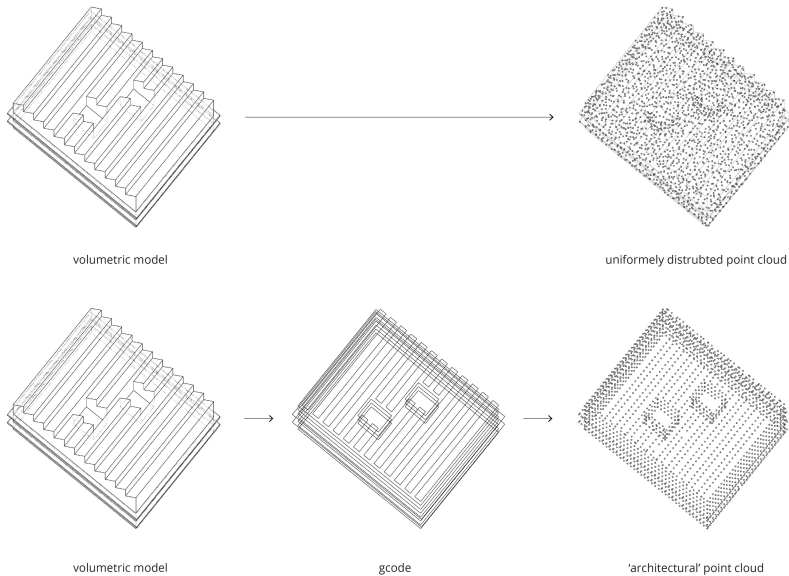 volumetric model
uniformely distrubted point cloud
volumetric model
gcode
‘architectural’ point cloud